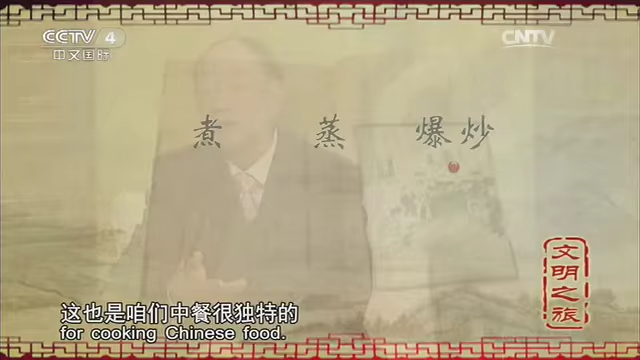 CCTV 4
中文国际
CNTV
煮 蒸 爆炒
文明之旅
这也是咱们中餐很独特的
for cooking Chinese food.